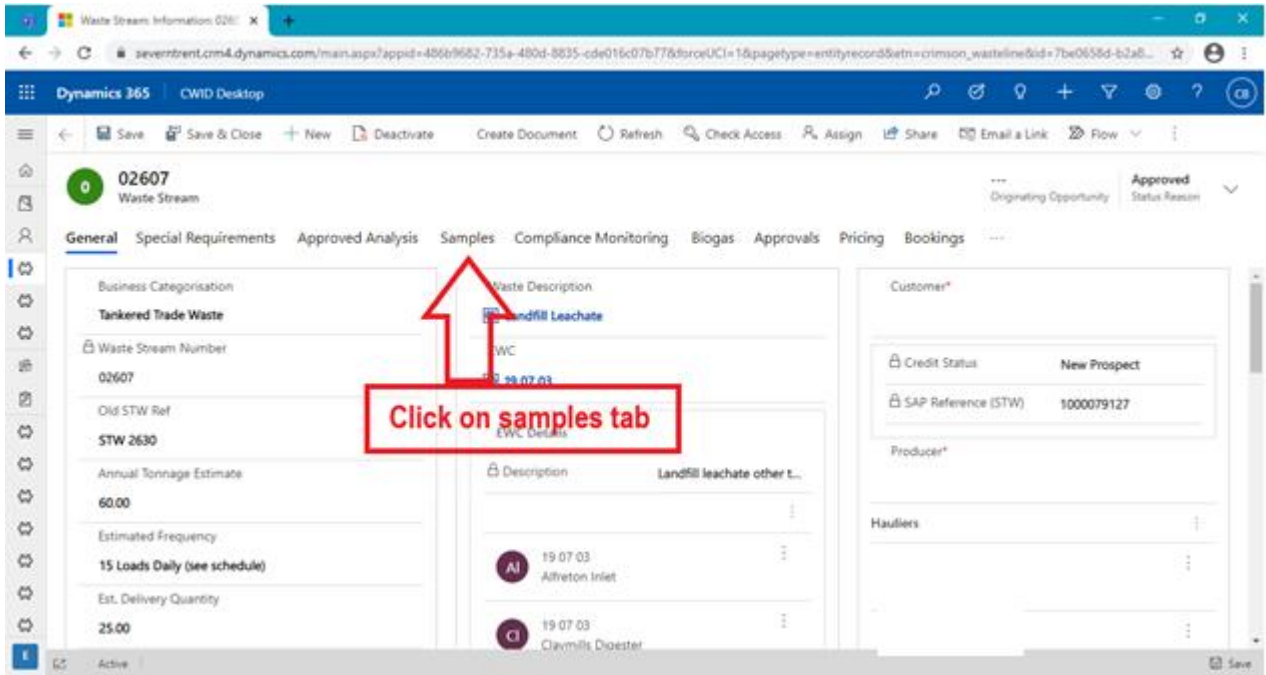 Waste Stream: Information: 026
severntrent.crm4.dynamics.com/main.aspx?appid=486b9682-735a-480d-8835-cde016c07b77&forceUCI=1&pagetype=entityrecord&etn=crimson_wasteline&id=7be0658d-b2a8...
Dynamics 365 CWID Desktop
? CB
Save Save & Close + New Deactivate Create Document Refresh Check Access Assign Share Email a Link Flow
0
02607
Waste Stream
---
Originating Opportunity
Approved
Status Reason
General Special Requirements Approved Analysis Samples Compliance Monitoring Biogas Approvals Pricing Bookings ...
Business Categorisation
Tankered Trade Waste
Waste Stream Number
02607
Old STW Ref
STW 2630
Annual Tonnage Estimate
60.00
Estimated Frequency
15 Loads Daily (see schedule)
Est. Delivery Quantity
25.00
Waste Description
Landfill Leachate
EWC
19 07 03
Click on samples tab
EWC Details
Description Landfill leachate other t...
AI
19 07 03
Alfreton Inlet
CI
19 07 03
Claymills Digester
Customer*
Credit Status New Prospect
SAP Reference (STW) 1000079127
Producer*
Hauliers
Active
Save